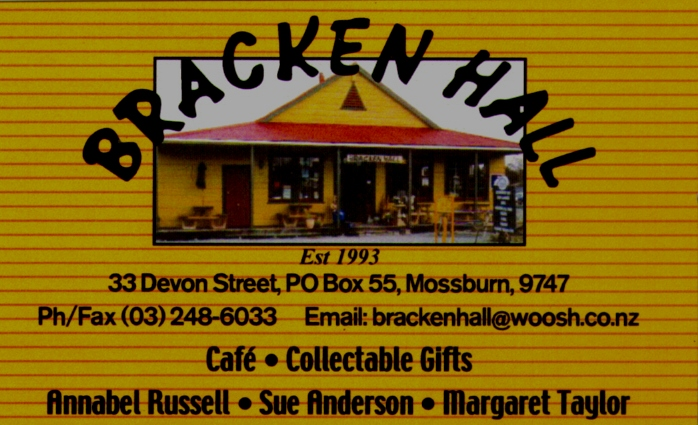 BRACKEN HALL
BRACKEN HALL
Est 1993
33 Devon Street, PO Box 55, Mossburn, 9747
Ph/Fax (03) 248-6033 Email: brackenhall@woosh.co.nz
Café • Collectable Gifts
Annabel Russell • Sue Anderson • Margaret Taylor